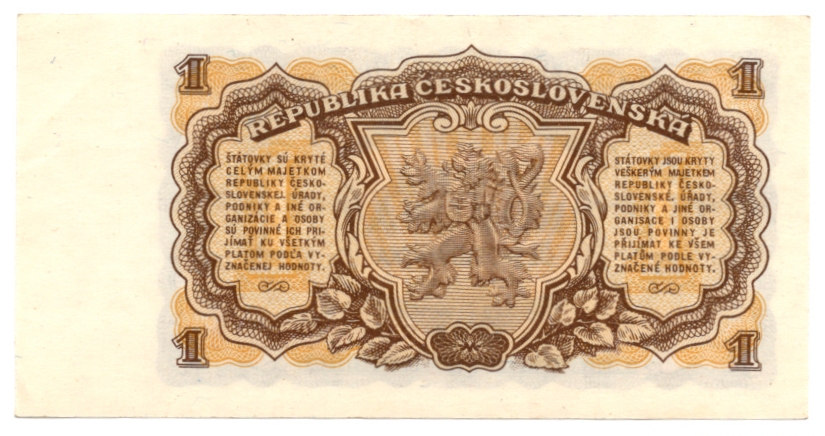 1
1
REPUBLIKA ČESKOSLOVENSKÁ
ŠTÁTOVKY SÚ KRYTÉ
CELÝM MAJETKOM
REPUBLIKY ČESKO-
SLOVENSKEJ. ÚRADY,
PODNIKY A INÉ OR-
GANIZÁCIE A OSOBY
SÚ POVINNÉ ICH PRI-
JÍMAŤ KU VŠETKÝM
PLATOM PODĽA VY-
ZNAČENEJ HODNOTY.
STÁTOVKY JSOU KRYTY
VEŠKERÝM MAJETKEM
REPUBLIKY ČESKO-
SLOVENSKÉ. ÚŘADY,
PODNIKY A JINÉ OR-
GANISACE I OSOBY
JSOU POVINNY JE
PŘIJÍMAT KE VŠEM
PLATŮM PODLE VY-
ZNAČENÉ HODNOTY.
1
1